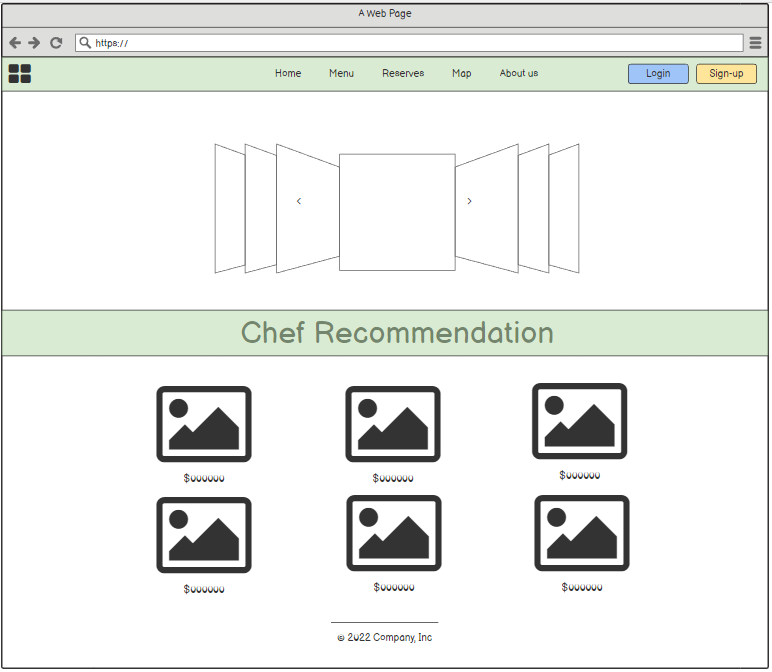 A Web Page
https://
Home Menu Reserves Map About us Login Sign-up
< >
Chef Recommendation
$000000 $000000 $000000
$000000 $000000 $000000
© 2022 Company, Inc